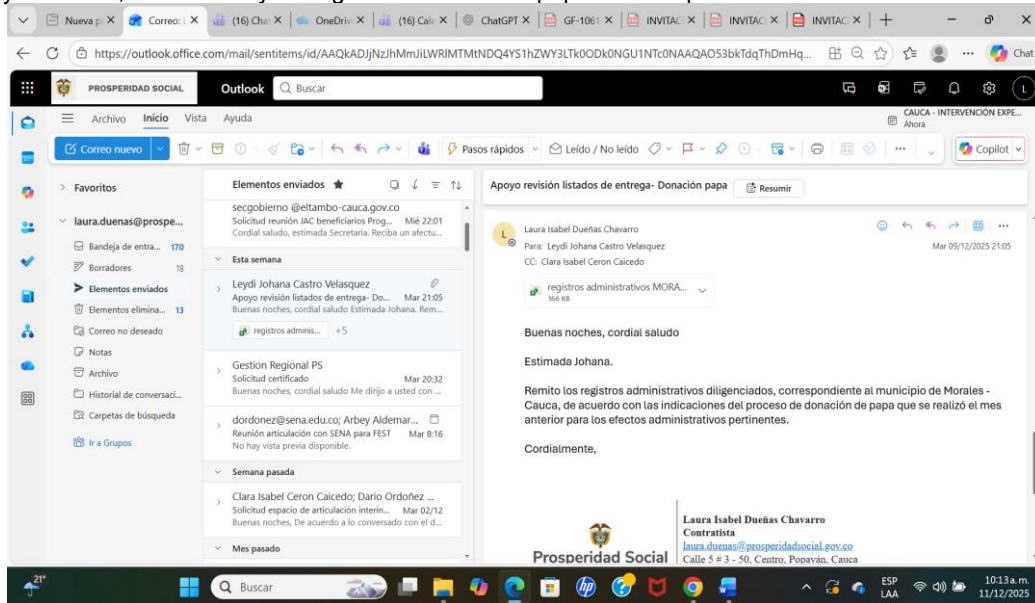 Nueva p
Correo: L
(16) Cha
OneDriv
(16) Cale
ChatGPT
GF-1061
INVITAC
INVITAC
INVITAC
https://outlook.office.com/mail/sentitems/id/
Chat
PROSPERIDAD SOCIAL
Outlook
Buscar
Archivo Inicio Vista Ayuda
CAUCA - INTERVENCIÓN EXPE...
Ahora
Correo nuevo
Pasos rápidos
Leído / No leído
Copilot
Favoritos
laura.duenas@prospe...
Bandeja de entra... 170
Borradores 18
Elementos enviados
Elementos elimina... 13
Correo no deseado
Notas
Archivo
Historial de conversaci...
Carpetas de búsqueda
Ir a Grupos
Elementos enviados
secgobierno @eltambo-cauca.gov.co
Solicitud reunión JAC beneficiarios Prog... Mié 22:01
Cordial saludo, estimada Secretaria. Reciba un afectu...
Esta semana
Leydi Johana Castro Velasquez
Apoyo revisión listados de entrega- Do... Mar 21:05
Buenas noches, cordial saludo Estimada Johana. Rem...
registros adminis... +5
Gestion Regional PS
Solicitud certificado Mar 20:32
Buenas noches, cordial saludo Me dirijo a usted con ...
dordonez@sena.edu.co; Arbey Aldemar...
Reunión articulación con SENA para FEST Mar 8:16
No hay vista previa disponible.
Semana pasada
Clara Isabel Ceron Caicedo; Dario Ordoñez ...
Solicitud espacio de articulación interin... Mar 02/12
Buenas noches, De acuerdo a lo conversado con el d...
Mes pasado
Apoyo revisión listados de entrega- Donación papa
Resumir
L
Laura Isabel Dueñas Chavarro
Para: Leydi Johana Castro Velasquez
CC: Clara Isabel Ceron Caicedo
Mar 09/12/2025 21:05
registros administrativos MORA...
166 KB
Buenas noches, cordial saludo
Estimada Johana.
Remito los registros administrativos diligenciados, correspondiente al municipio de Morales -
Cauca, de acuerdo con las indicaciones del proceso de donación de papa que se realizó el mes
anterior para los efectos administrativos pertinentes.
Cordialmente,
Prosperidad Social
Laura Isabel Dueñas Chavarro
Contratista
laura.duenas@prosperidadsocial.gov.co
Calle 5 # 3 - 50, Centro, Popayán, Cauca
21°
Buscar
ESP
LAA
10:13 a.m.
11/12/2025